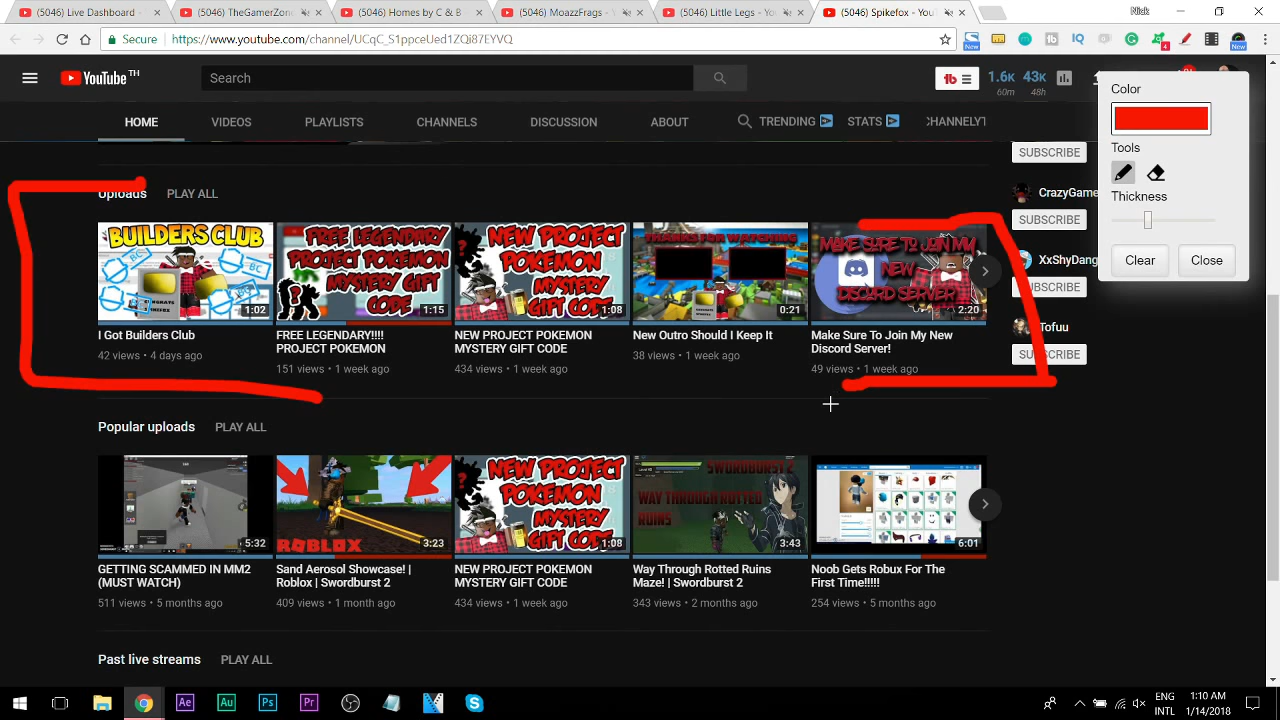 (5046) Live Dashboard -
(5046) TheGamerZone
(5046) Homes by C & B
(5046) MoazzFrags -
(5046) Little Legs - Yo
(5046) Spikefox - You
Nick
Secure
https://www.youtube.com/channel/UCqC_S1ppceUed1ZQi87EYVQ
New
New
YouTube TH
Search
tb
1.6K
60m
43K
48h
HOME
VIDEOS
PLAYLISTS
CHANNELS
DISCUSSION
ABOUT
TRENDING
STATS
CHANNELYT
Color
Tools
Thickness
Clear
Close
SUBSCRIBE
CrazyGame
SUBSCRIBE
XxShyDang
SUBSCRIBE
Tofuu
SUBSCRIBE
Uploads
PLAY ALL
BUILDERS CLUB
1:02
FREE LEGENDARY
PROJECT POKEMON
MYSTERY GIFT
CODE
1:15
NEW PROJECT
POKEMON
MYSTERY
GIFT CODE
1:08
THANKS FOR WATCHING
0:21
MAKE SURE TO JOIN MY
NEW
DISCORD SERVER!
2:20
I Got Builders Club
42 views • 4 days ago
FREE LEGENDARY!!!!
PROJECT POKEMON
151 views • 1 week ago
NEW PROJECT POKEMON
MYSTERY GIFT CODE
434 views • 1 week ago
New Outro Should I Keep It
38 views • 1 week ago
Make Sure To Join My New
Discord Server!
49 views • 1 week ago
Popular uploads
PLAY ALL
5:32
ROBLOX
3:23
NEW PROJECT
POKEMON
MYSTERY
GIFT CODE
1:08
SWORDBURST 2
WAY THROUGH ROTTED
RUINS
3:43
6:01
GETTING SCAMMED IN MM2
(MUST WATCH)
511 views • 5 months ago
Sand Aerosol Showcase! |
Roblox | Swordburst 2
409 views • 1 month ago
NEW PROJECT POKEMON
MYSTERY GIFT CODE
434 views • 1 week ago
Way Through Rotted Ruins
Maze! | Swordburst 2
343 views • 2 months ago
Noob Gets Robux For The
First Time!!!!!
254 views • 5 months ago
Past live streams
PLAY ALL
Ae
Au
Ps
Pr
ENG
INTL
1:10 AM
1/14/2018